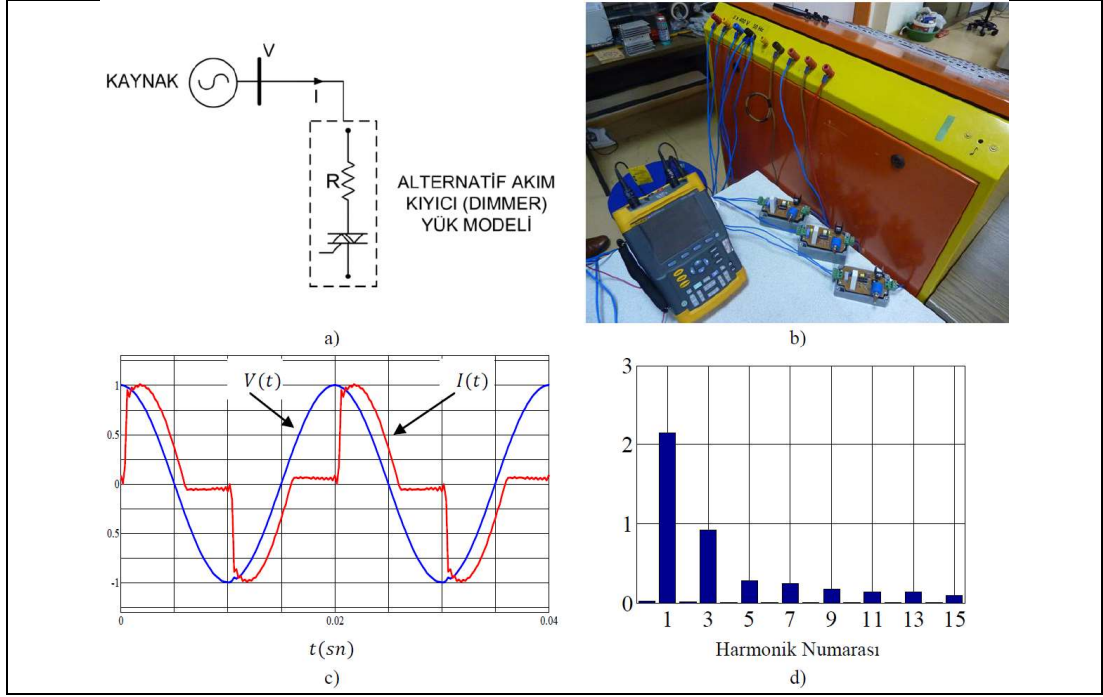 V
KAYNAK
I
R
ALTERNATİF AKIM
KIYICI (DIMMER)
YÜK MODELİ
a)
b)
V(t)
I(t)
1
0.5
0
0.5
-1
0
0.02
0.04
t(sn)
c)
3
2
1
0
1 3 5 7 9 11 13 15
Harmonik Numarası
d)